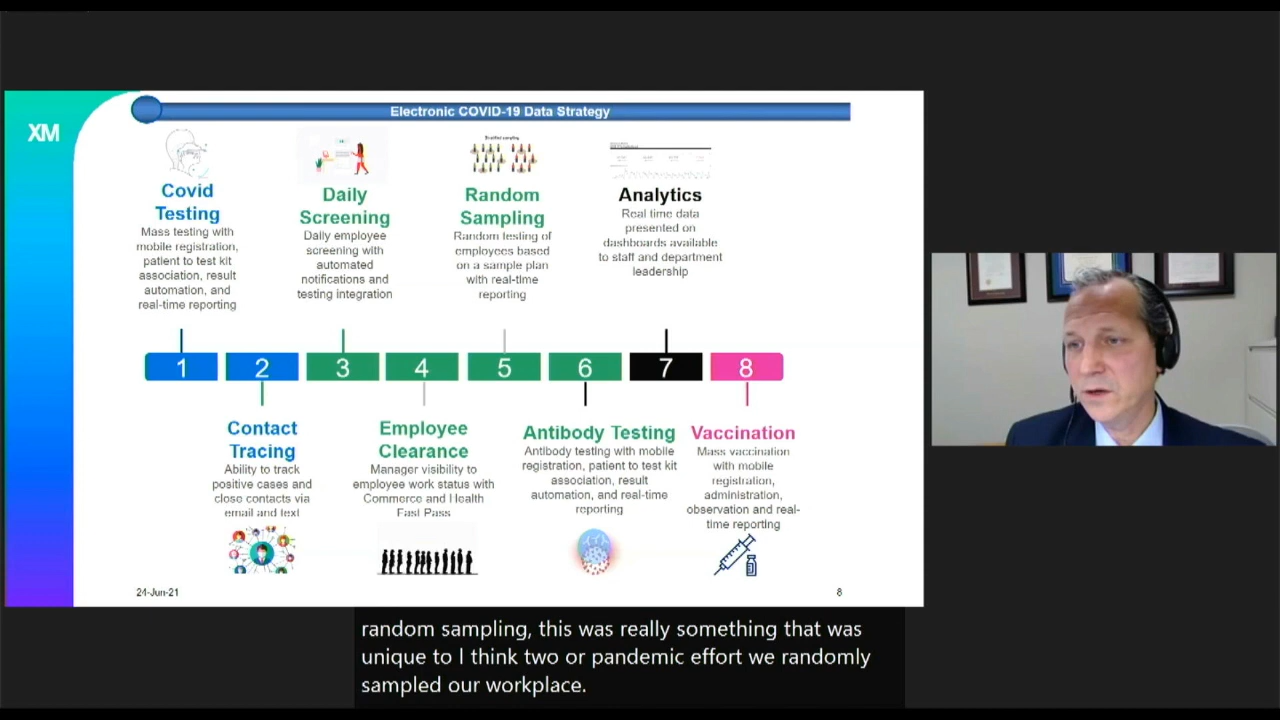 XM
Electronic COVID-19 Data Strategy
Covid
Testing
Mass testing with
mobile registration,
patient to test kit
association, result
automation, and
real-time reporting
Daily
Screening
Daily employee
screening with
automated
notifications and
testing integration
Stratified sampling
Random
Sampling
Random testing of
employees based
on a sample plan
with real-time
reporting
Analytics
Real time data
presented on
dashboards available
to staff and department
leadership
1 2 3 4 5 6 7 8
Contact
Tracing
Ability to track
positive cases and
close contacts via
email and text
Employee
Clearance
Manager visibility to
employee work status with
Commerce and Health
Fast Pass
Antibody Testing
Antibody testing with mobile
registration, patient to test kit
association, result
automation, and real-time
reporting
Vaccination
Mass vaccination
with mobile
registration,
administration,
observation and real-
time reporting
24-Jun-21
8
random sampling, this was really something that was
unique to I think two or pandemic effort we randomly
sampled our workplace.